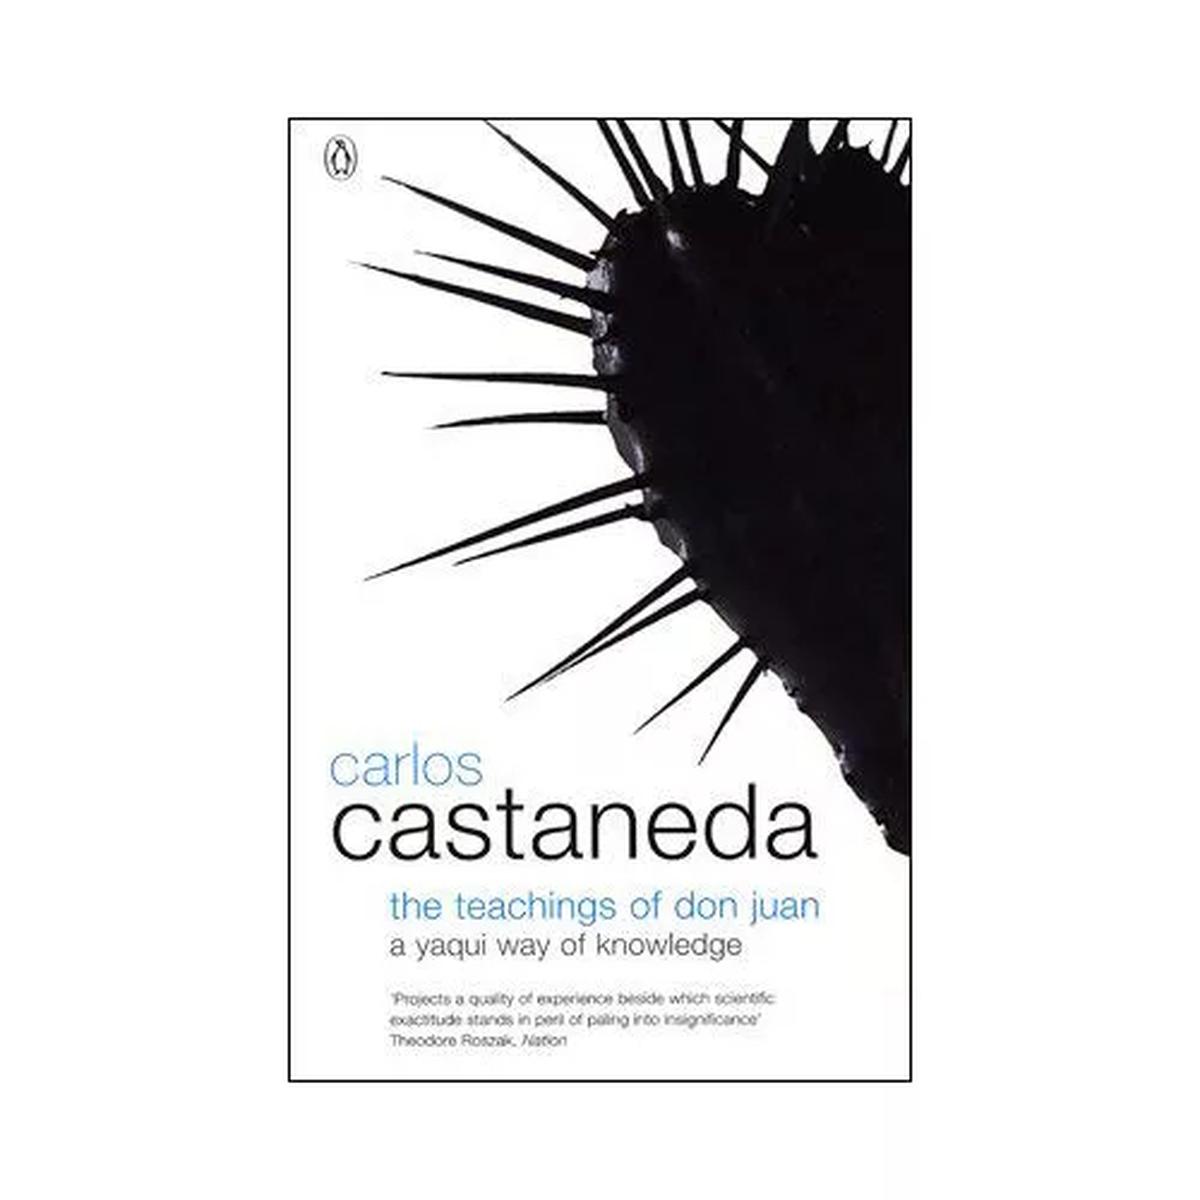 carlos
castaneda
the teachings of don juan
a yaqui way of knowledge
'Projects a quality of experience beside which scientific
exactitude stands in peril of paling into insignificance'
Theodore Roszak, Nation